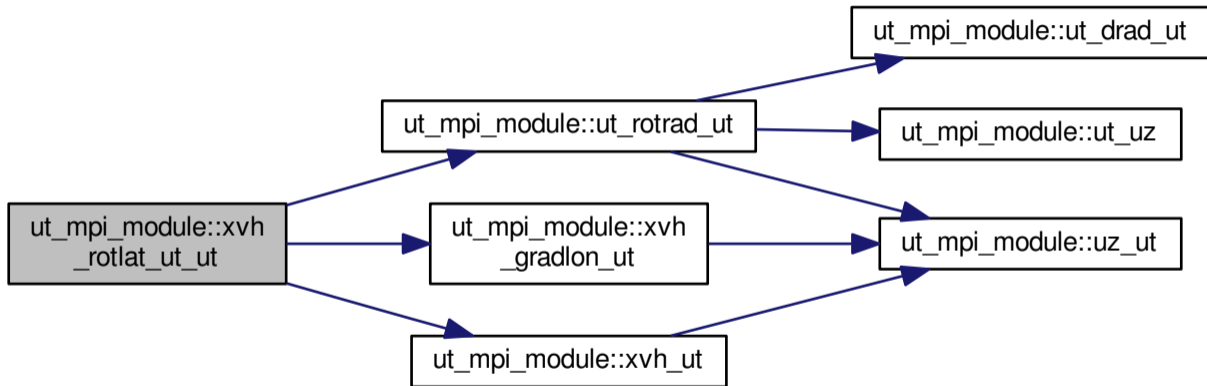 ut_mpi_module::ut_drad_ut
ut_mpi_module::ut_rotrad_ut
ut_mpi_module::ut_uz
ut_mpi_module::xvh
_rotlat_ut_ut
ut_mpi_module::xvh
_gradlon_ut
ut_mpi_module::uz_ut
ut_mpi_module::xvh_ut